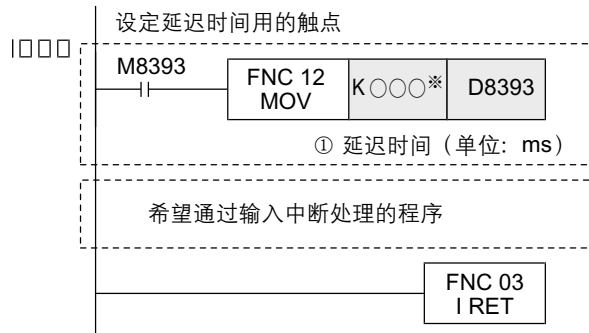 设定延迟时间用的触点
I□□□
M8393
FNC 12
MOV
K○○○※
D8393
① 延迟时间（单位: ms）
希望通过输入中断处理的程序
FNC 03
I RET